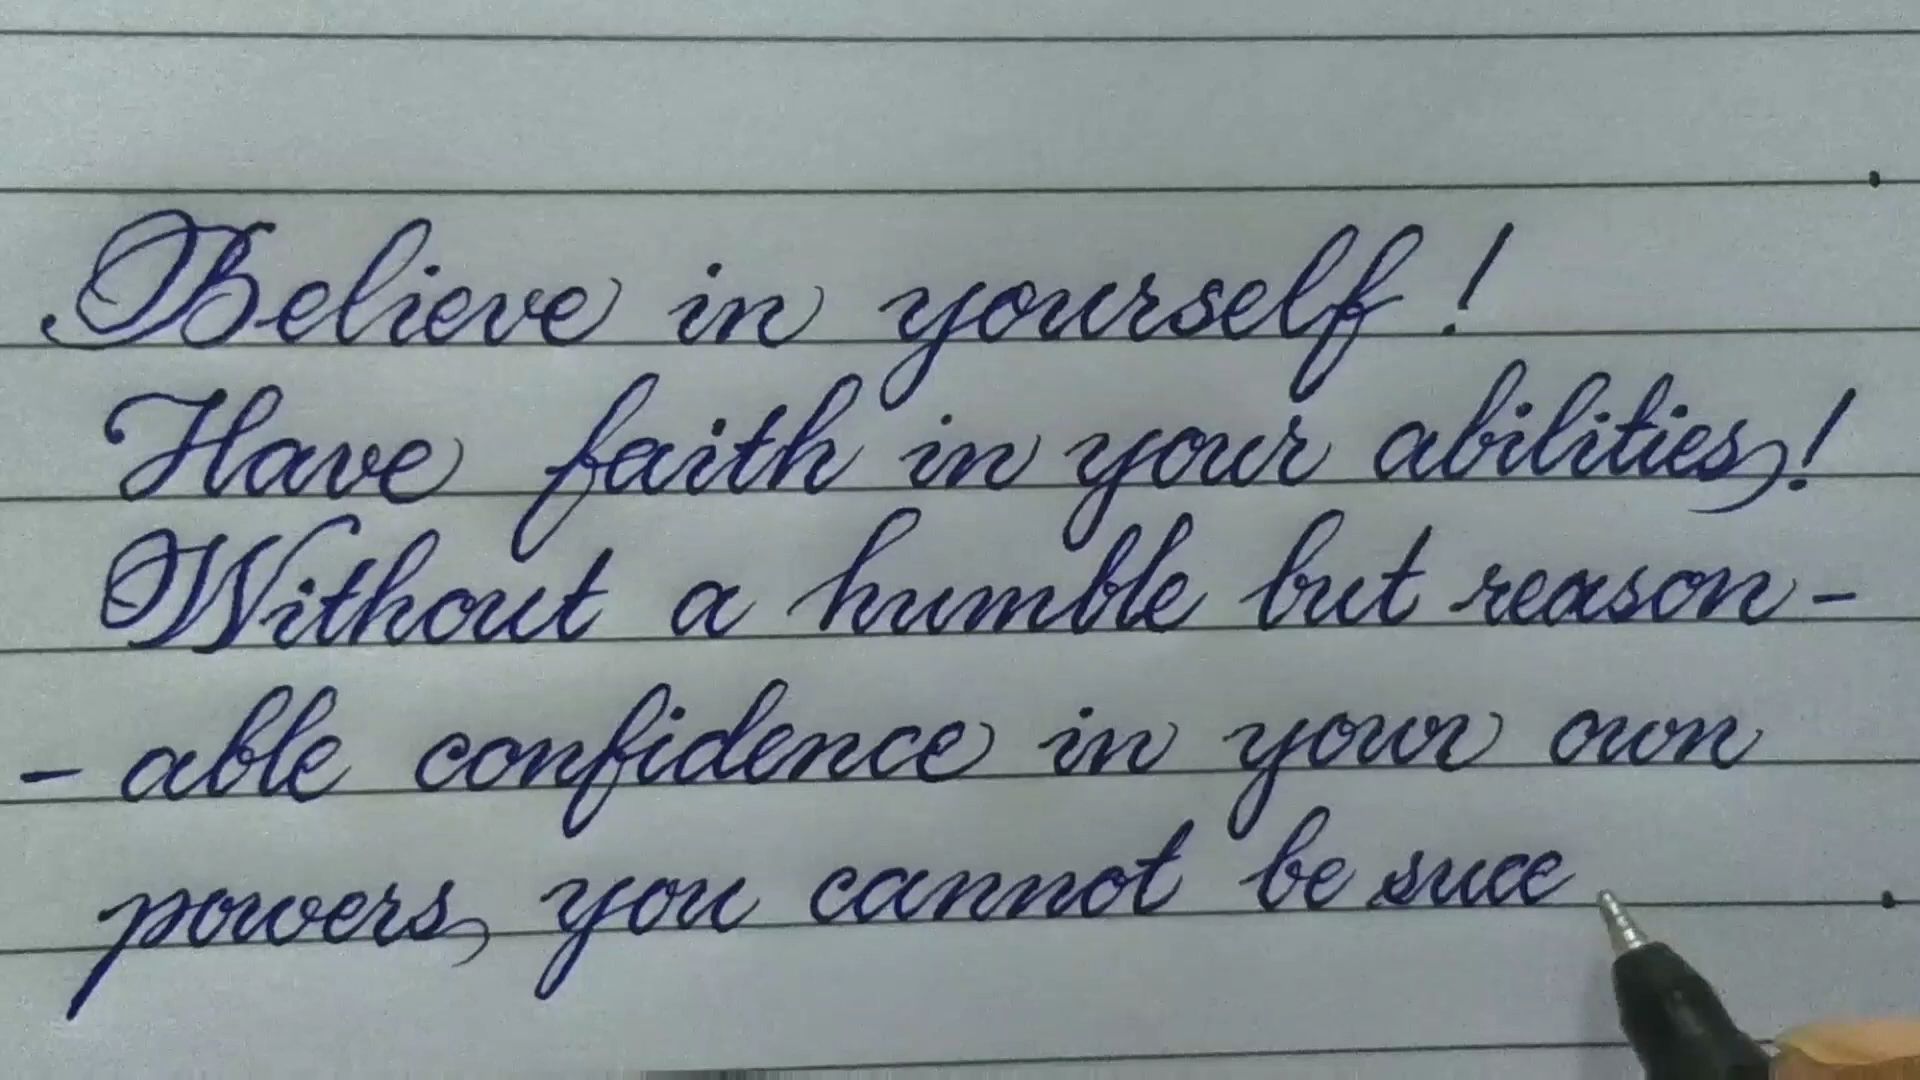 Believe in yourself!
Have faith in your abilities!
Without a humble but reason-
- able confidence in your own
powers, you cannot be succe